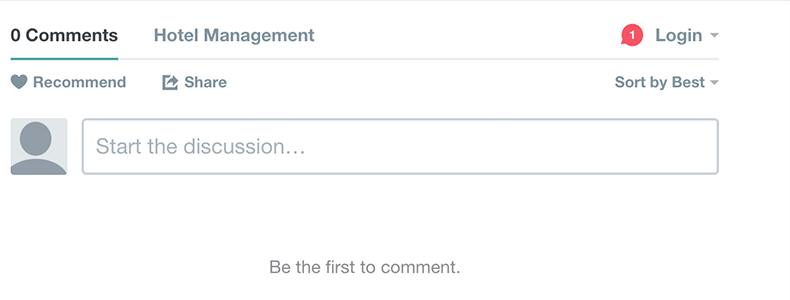 0 Comments Hotel Management 1 Login
Recommend Share Sort by Best
Start the discussion…
Be the first to comment.